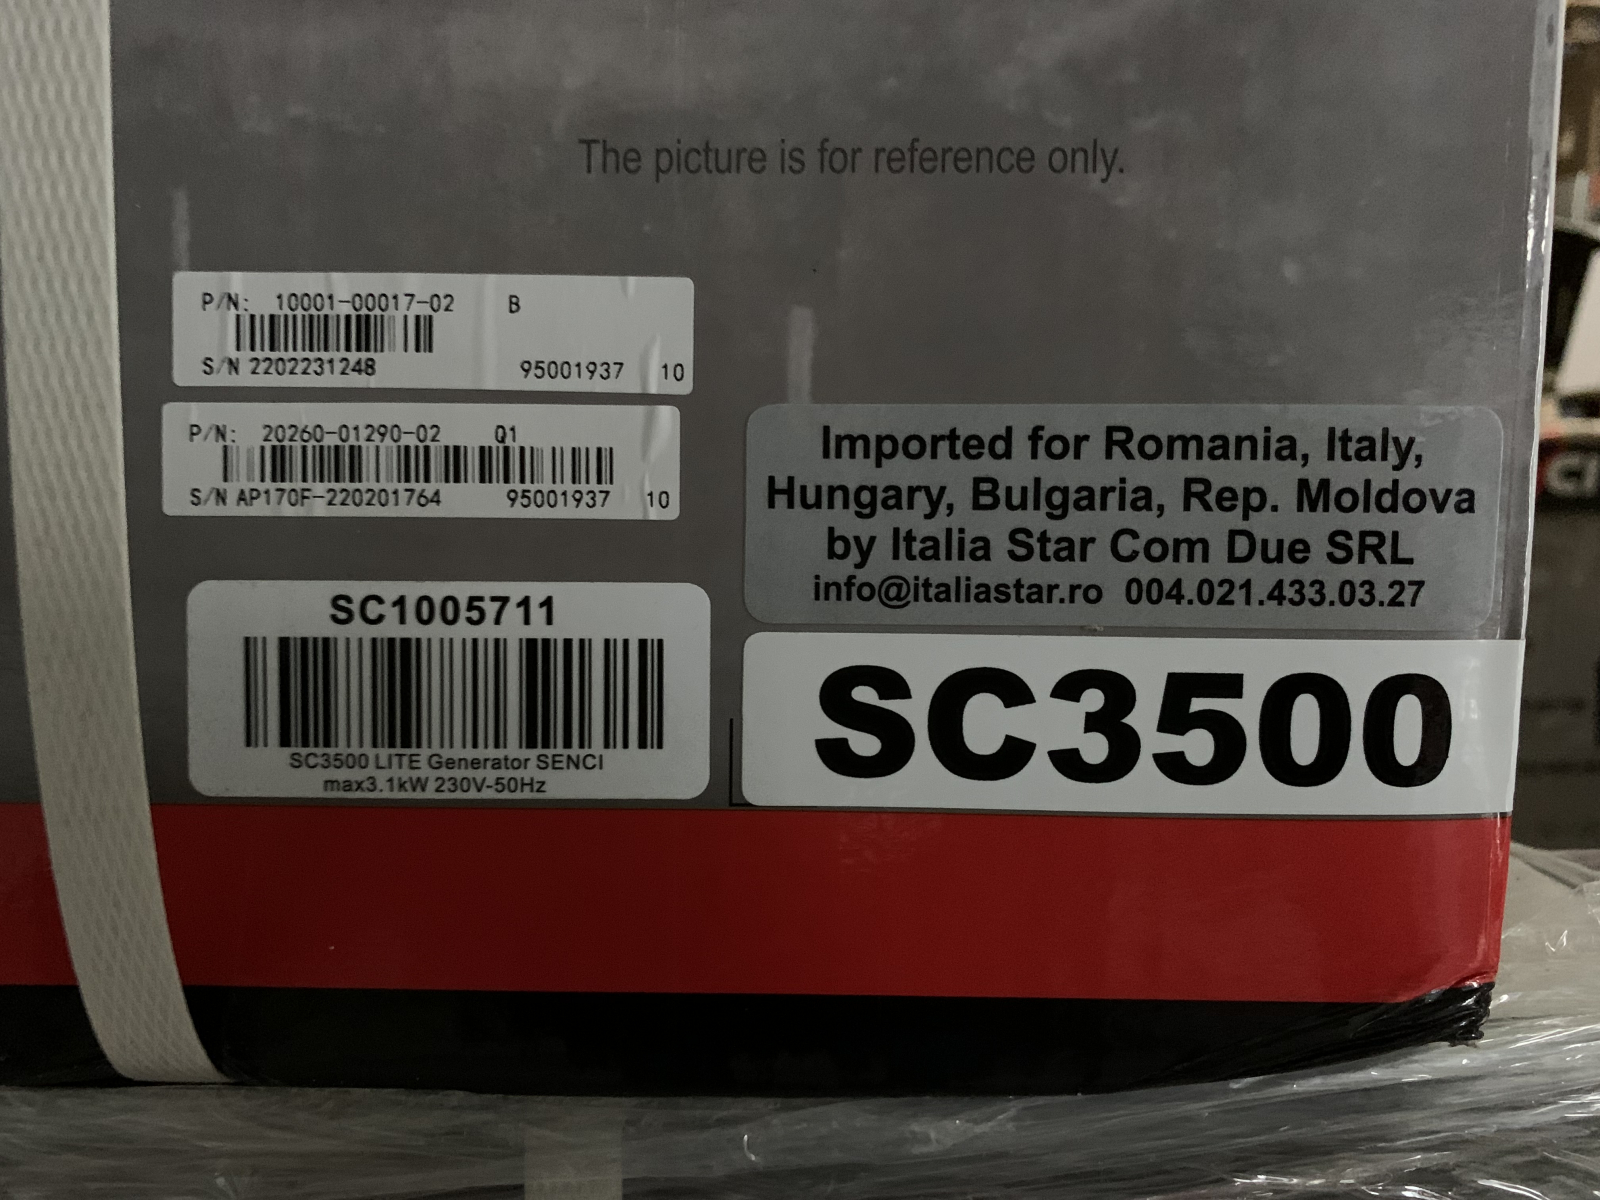 The picture is for reference only.
P/N: 10001-00017-02 B
S/N 2202231248 95001937 10
P/N: 20260-01290-02 Q1
S/N AP170F-220201764 95001937 10
SC1005711
SC3500 LITE Generator SENCI
max3.1kW 230V-50Hz
Imported for Romania, Italy,
Hungary, Bulgaria, Rep. Moldova
by Italia Star Com Due SRL
info@italiastar.ro 004.021.433.03.27
SC3500